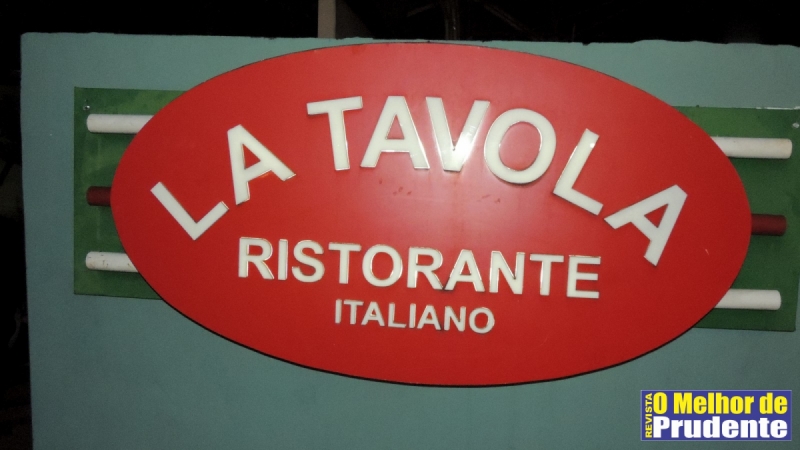 LA TAVOLA
RISTORANTE
ITALIANO
REVISTA
O Melhor de
Prudente